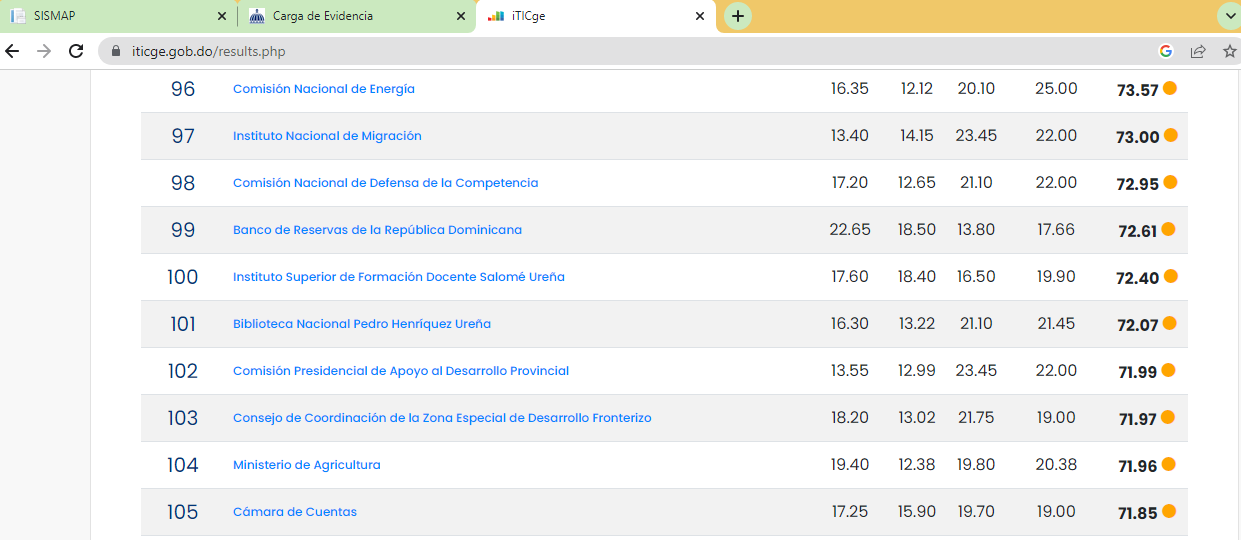 SISMAP Carga de Evidencia iTICge
iticge.gob.do/results.php
96 Comisión Nacional de Energía 16.35 12.12 20.10 25.00 73.57
97 Instituto Nacional de Migración 13.40 14.15 23.45 22.00 73.00
98 Comisión Nacional de Defensa de la Competencia 17.20 12.65 21.10 22.00 72.95
99 Banco de Reservas de la República Dominicana 22.65 18.50 13.80 17.66 72.61
100 Instituto Superior de Formación Docente Salomé Ureña 17.60 18.40 16.50 19.90 72.40
101 Biblioteca Nacional Pedro Henríquez Ureña 16.30 13.22 21.10 21.45 72.07
102 Comisión Presidencial de Apoyo al Desarrollo Provincial 13.55 12.99 23.45 22.00 71.99
103 Consejo de Coordinación de la Zona Especial de Desarrollo Fronterizo 18.20 13.02 21.75 19.00 71.97
104 Ministerio de Agricultura 19.40 12.38 19.80 20.38 71.96
105 Cámara de Cuentas 17.25 15.90 19.70 19.00 71.85